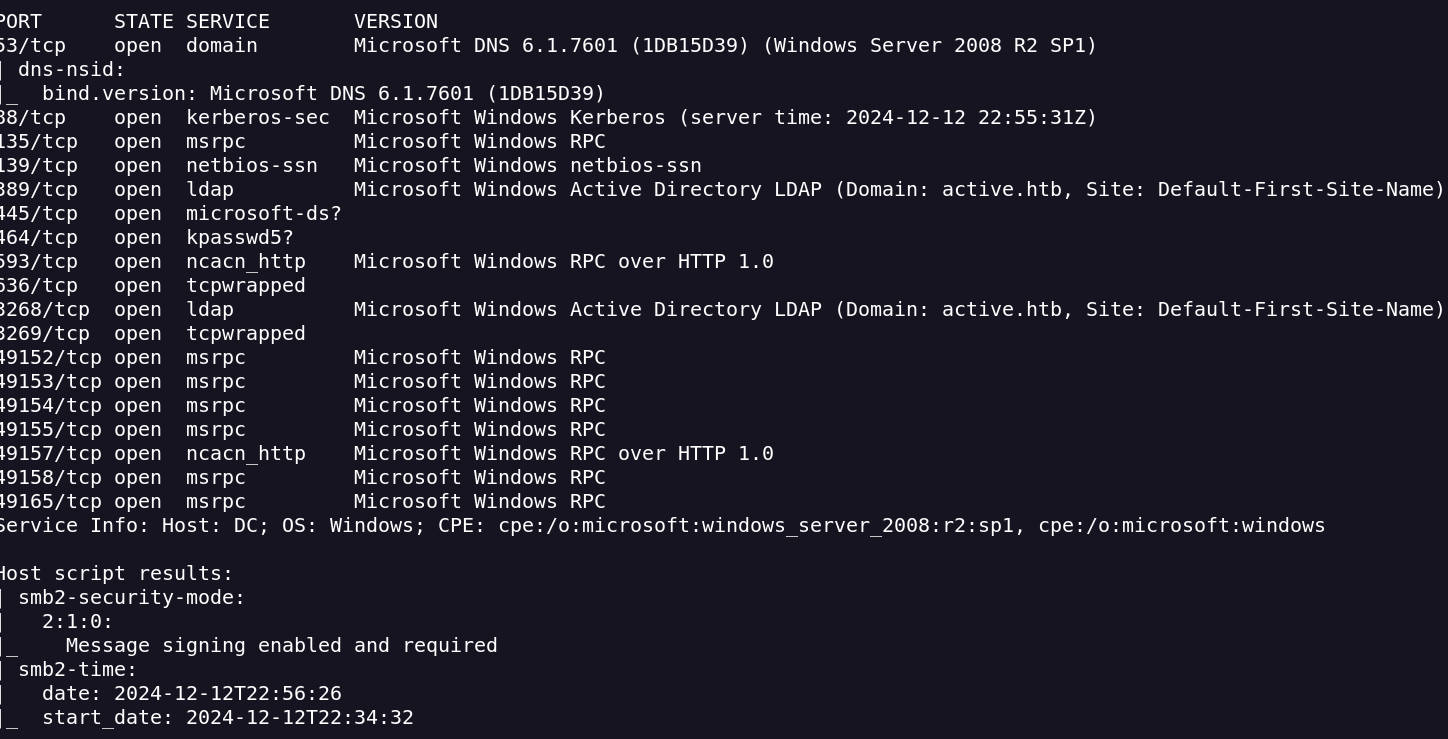 PORT      STATE SERVICE       VERSION
53/tcp    open  domain        Microsoft DNS 6.1.7601 (1DB15D39) (Windows Server 2008 R2 SP1)
| dns-nsid:
|_  bind.version: Microsoft DNS 6.1.7601 (1DB15D39)
88/tcp    open  kerberos-sec  Microsoft Windows Kerberos (server time: 2024-12-12 22:55:31Z)
135/tcp   open  msrpc         Microsoft Windows RPC
139/tcp   open  netbios-ssn   Microsoft Windows netbios-ssn
389/tcp   open  ldap          Microsoft Windows Active Directory LDAP (Domain: active.htb, Site: Default-First-Site-Name)
445/tcp   open  microsoft-ds?
464/tcp   open  kpasswd5?
593/tcp   open  ncacn_http    Microsoft Windows RPC over HTTP 1.0
636/tcp   open  tcpwrapped
3268/tcp  open  ldap          Microsoft Windows Active Directory LDAP (Domain: active.htb, Site: Default-First-Site-Name)
3269/tcp  open  tcpwrapped
49152/tcp open  msrpc         Microsoft Windows RPC
49153/tcp open  msrpc         Microsoft Windows RPC
49154/tcp open  msrpc         Microsoft Windows RPC
49155/tcp open  msrpc         Microsoft Windows RPC
49157/tcp open  ncacn_http    Microsoft Windows RPC over HTTP 1.0
49158/tcp open  msrpc         Microsoft Windows RPC
49165/tcp open  msrpc         Microsoft Windows RPC
Service Info: Host: DC; OS: Windows; CPE: cpe:/o:microsoft:windows_server_2008:r2:sp1, cpe:/o:microsoft:windows
Host script results:
| smb2-security-mode:
|   2:1:0:
|_    Message signing enabled and required
| smb2-time:
|   date: 2024-12-12T22:56:26
|_  start_date: 2024-12-12T22:34:32